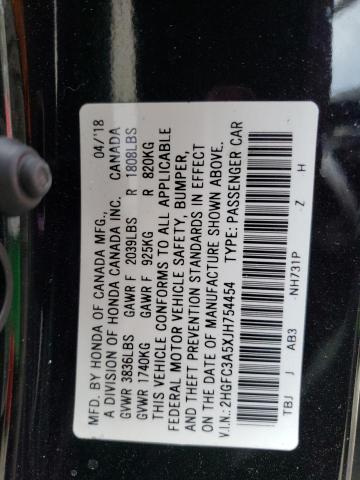 MFD. BY HONDA OF CANADA MFG., 04/'18
A DIVISION OF HONDA CANADA INC. CANADA
GVWR 3836LBS GAWR F 2039LBS R 1808LBS
GVWR 1740KG GAWR F 925KG R 820KG
THIS VEHICLE CONFORMS TO ALL APPLICABLE
FEDERAL MOTOR VEHICLE SAFETY, BUMPER,
AND THEFT PREVENTION STANDARDS IN EFFECT
ON THE DATE OF MANUFACTURE SHOWN ABOVE.
V.I.N.: 2HGFC3A5XJH754454 TYPE: PASSENGER CAR
TBJ J AB3 NH731P Z H